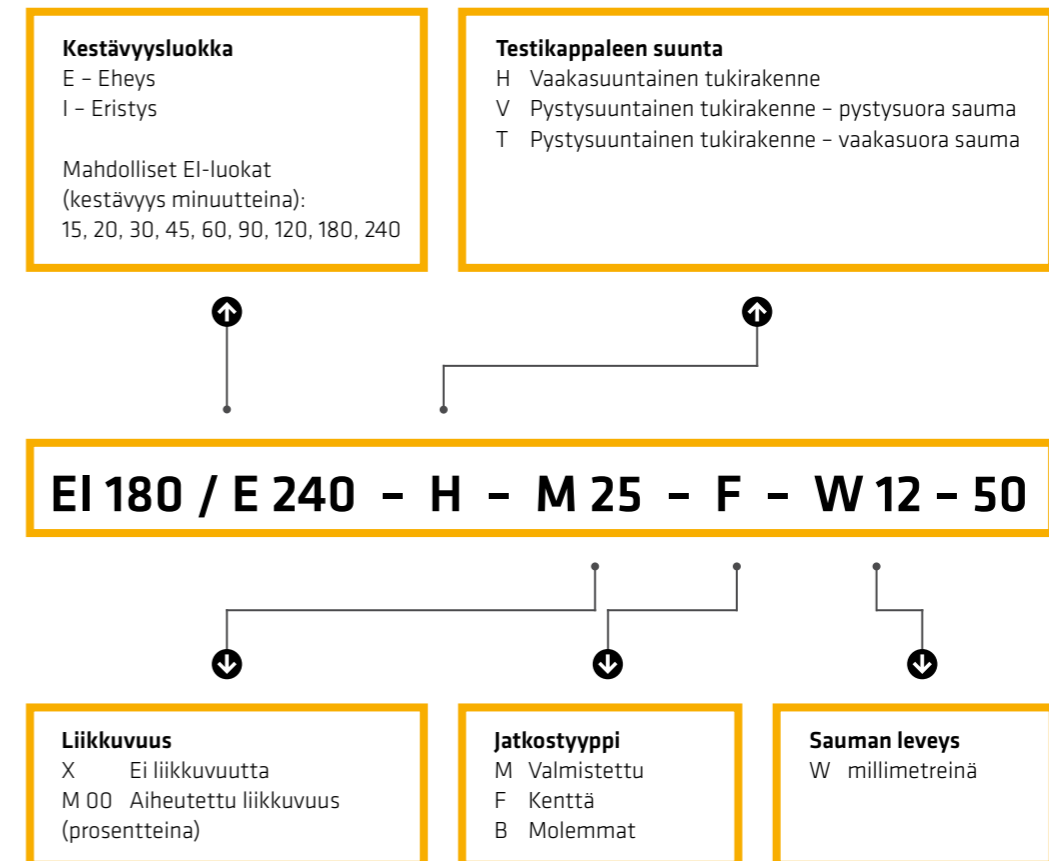 Kestävyysluokka
E – Eheys
I – Eristys
Mahdolliset EI-luokat
(kestävyys minuutteina):
15, 20, 30, 45, 60, 90, 120, 180, 240
Testikappaleen suunta
H Vaakasuuntainen tukirakenne
V Pystysuuntainen tukirakenne – pystysuora sauma
T Pystysuuntainen tukirakenne – vaakasuora sauma
EI 180 / E 240 – H – M 25 – F – W 12 – 50
Liikkuvuus
X Ei liikkuvuutta
M 00 Aiheutettu liikkuvuus
(prosentteina)
Jatkostyyppi
M Valmistettu
F Kenttä
B Molemmat
Sauman leveys
W millimetreinä